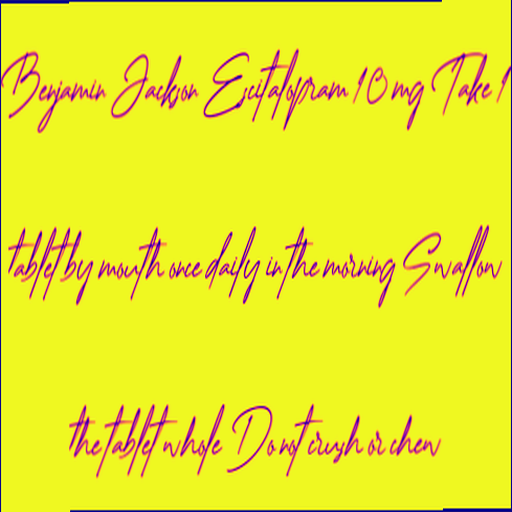 Benjamin Jackson Escitalopram 10 mg Take 1
tablet by mouth once daily in the morning Swallow
the tablet whole Do not crush or chew